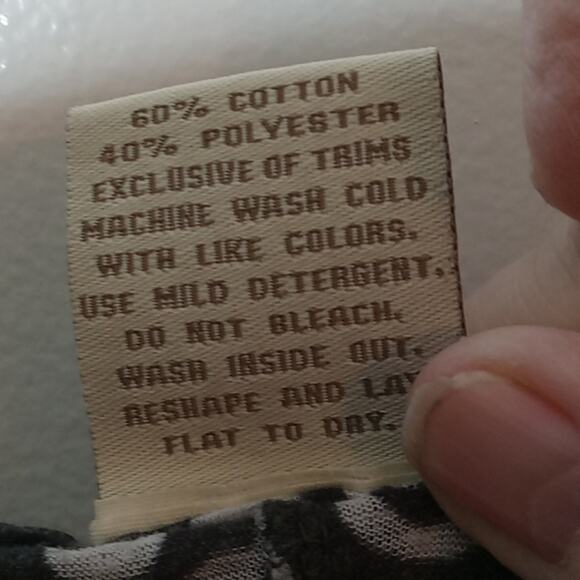 60% COTTON
40% POLYESTER
EXCLUSIVE OF TRIMS
MACHINE WASH COLD
WITH LIKE COLORS.
USE MILD DETERGENT.
DO NOT BLEACH.
WASH INSIDE OUT.
RESHAPE AND LAY
FLAT TO DRY.